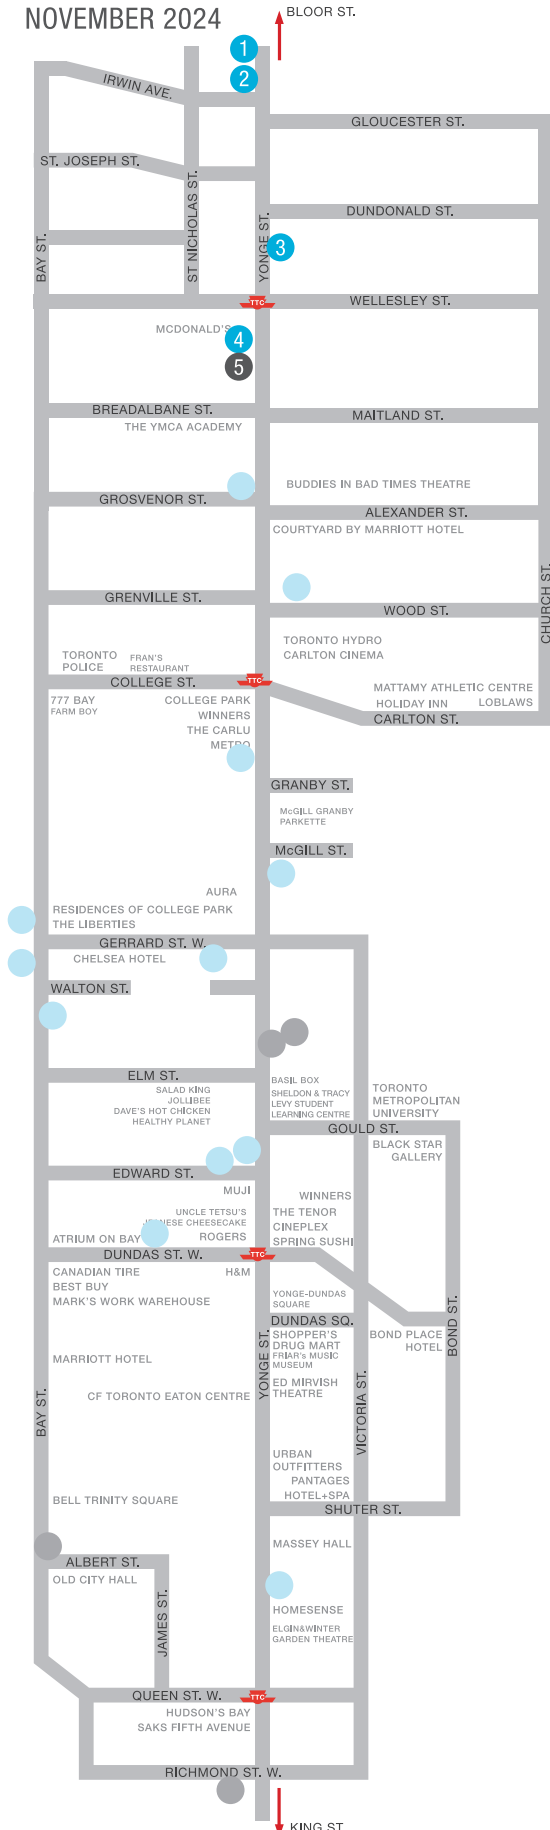 NOVEMBER 2024
BLOOR ST.
1
2
IRWIN AVE.
GLOUCESTER ST.
ST. JOSEPH ST.
ST NICHOLAS ST.
DUNDONALD ST.
BAY ST.
YONGE ST.
3
TTC
WELLESLEY ST.
MCDONALD'S
4
5
BREADALBANE ST.
MAITLAND ST.
THE YMCA ACADEMY
BUDDIES IN BAD TIMES THEATRE
GROSVENOR ST.
ALEXANDER ST.
COURTYARD BY MARRIOTT HOTEL
CHURCH ST.
GRENVILLE ST.
WOOD ST.
TORONTO HYDRO
CARLTON CINEMA
TORONTO
POLICE
FRAN'S
RESTAURANT
COLLEGE ST.
TTC
MATTAMY ATHLETIC CENTRE
HOLIDAY INN
LOBLAWS
CARLTON ST.
777 BAY
FARM BOY
COLLEGE PARK
WINNERS
THE CARLU
METRO
GRANBY ST.
McGILL GRANBY
PARKETTE
McGILL ST.
AURA
RESIDENCES OF COLLEGE PARK
THE LIBERTIES
GERRARD ST. W.
CHELSEA HOTEL
WALTON ST.
ELM ST.
SALAD KING
JOLLIBEE
DAVE'S HOT CHICKEN
HEALTHY PLANET
BASIL BOX
SHELDON & TRACY
LEVY STUDENT
LEARNING CENTRE
TORONTO
METROPOLITAN
UNIVERSITY
GOULD ST.
BLACK STAR
GALLERY
EDWARD ST.
MUJI
WINNERS
UNCLE TETSU'S
CHEESECAKE
ROGERS
THE TENOR
CINEPLEX
SPRING SUSHI
ATRIUM ON BAY
DUNDAS ST. W.
TTC
CANADIAN TIRE
BEST BUY
MARK'S WORK WAREHOUSE
H&M
YONGE-DUNDAS
SQUARE
DUNDAS SQ.
BOND ST.
SHOPPER'S
DRUG MART
FRIAR's MUSIC
MUSEUM
BOND PLACE
HOTEL
YONGE ST.
MARRIOTT HOTEL
ED MIRVISH
THEATRE
CF TORONTO EATON CENTRE
BAY ST.
VICTORIA ST.
URBAN
OUTFITTERS
PANTAGES
HOTEL+SPA
BELL TRINITY SQUARE
SHUTER ST.
MASSEY HALL
ALBERT ST.
OLD CITY HALL
JAMES ST.
HOMESENSE
ELGIN&WINTER
GARDEN THEATRE
QUEEN ST. W.
TTC
HUDSON'S BAY
SAKS FIFTH AVENUE
RICHMOND ST. W.
KING ST.